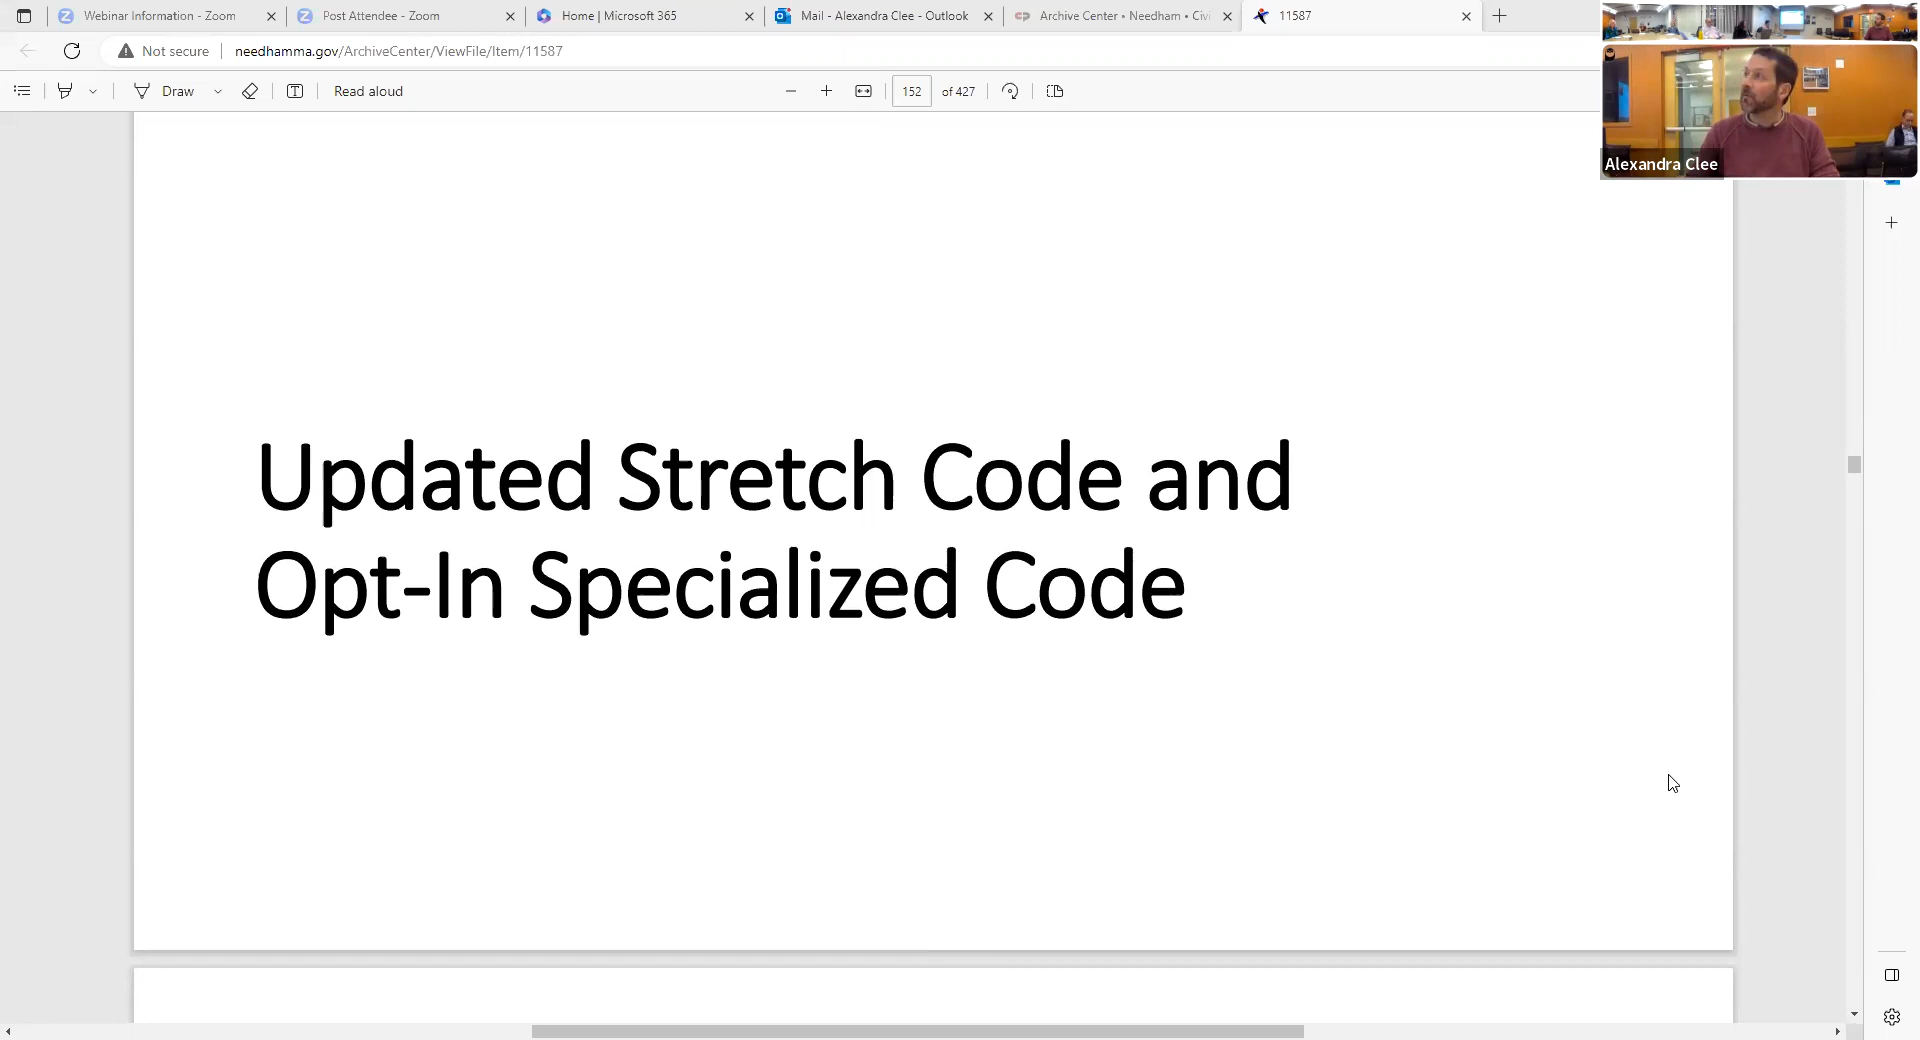 Webinar Information - Zoom
Post Attendee - Zoom
Home | Microsoft 365
Mail - Alexandra Clee - Outlook
Archive Center • Needham • Civi
11587
Not secure
needhamma.gov/ArchiveCenter/ViewFile/Item/11587
Draw
Read aloud
152
of 427
Alexandra Clee
Updated Stretch Code and
Opt-In Specialized Code